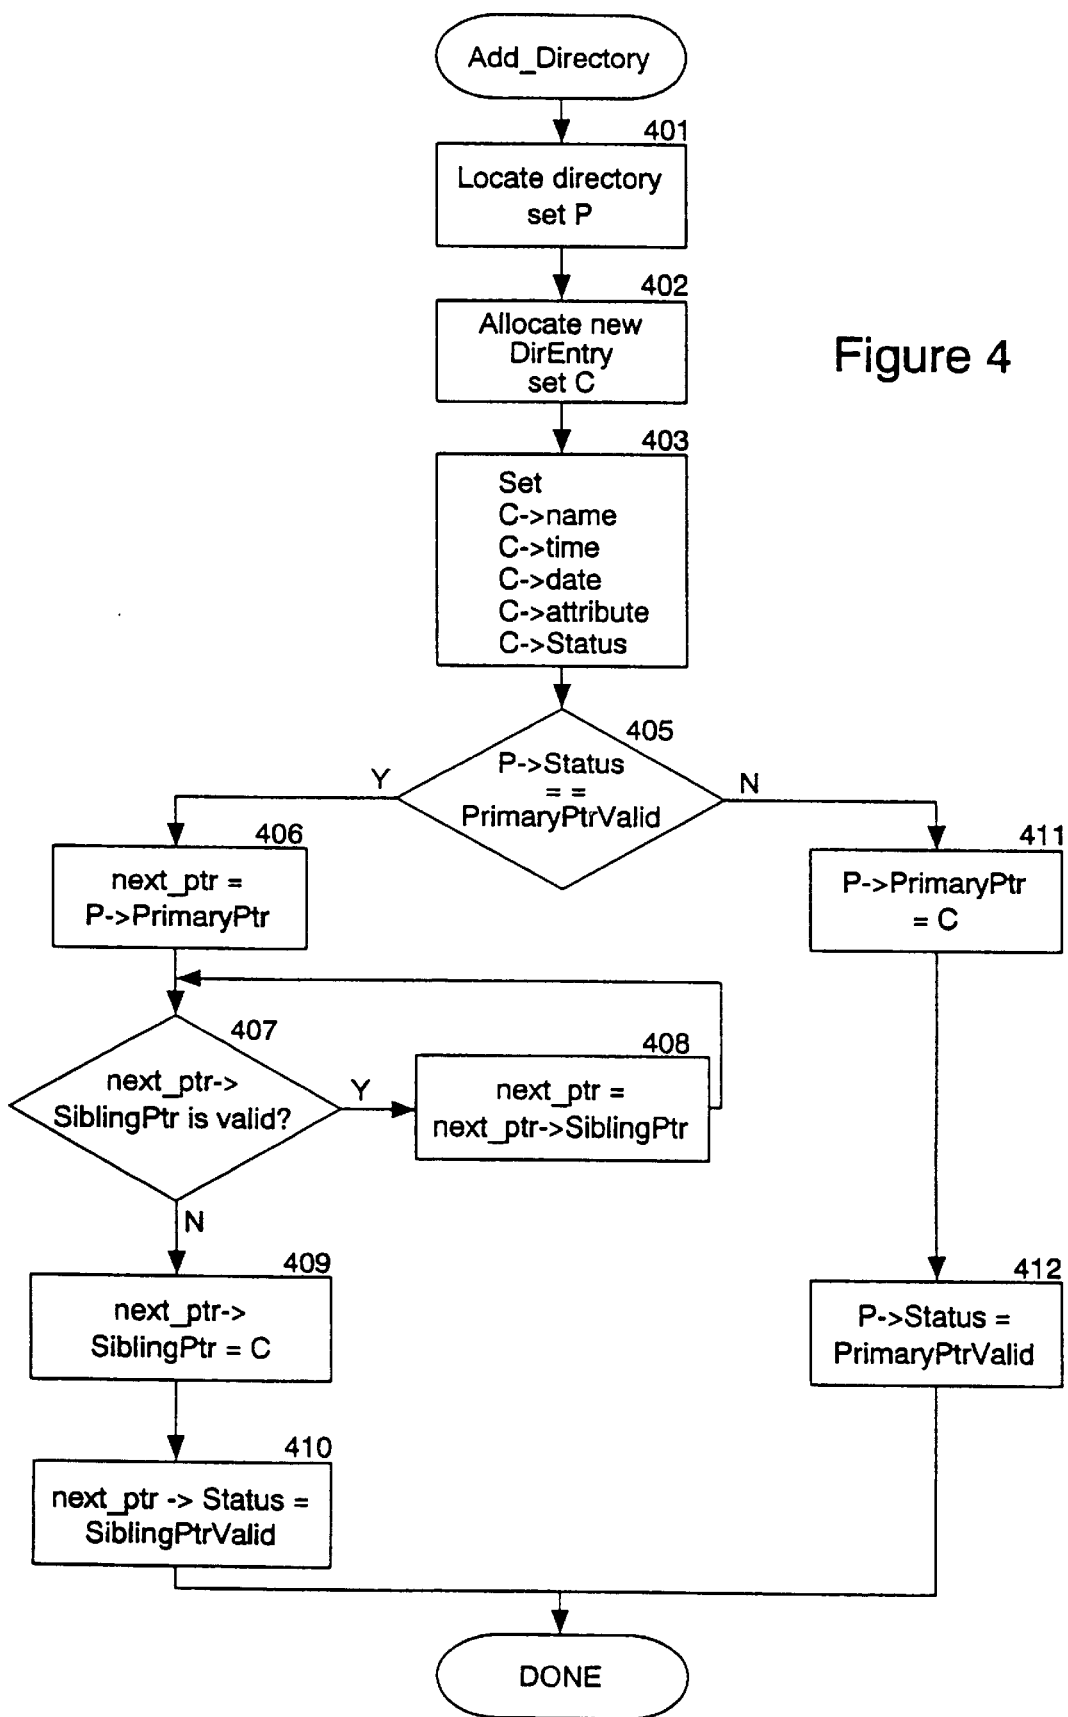 Add_Directory
401
Locate directory
set P
402
Allocate new
DirEntry
set C
Figure 4
403
Set
C->name
C->time
C->date
C->attribute
C->Status
405
P->Status
= =
PrimaryPtrValid
Y
N
406
next_ptr =
P->PrimaryPtr
411
P->PrimaryPtr
= C
407
next_ptr->
SiblingPtr is valid?
Y
408
next_ptr =
next_ptr->SiblingPtr
N
409
next_ptr->
SiblingPtr = C
412
P->Status =
PrimaryPtrValid
410
next_ptr -> Status =
SiblingPtrValid
DONE